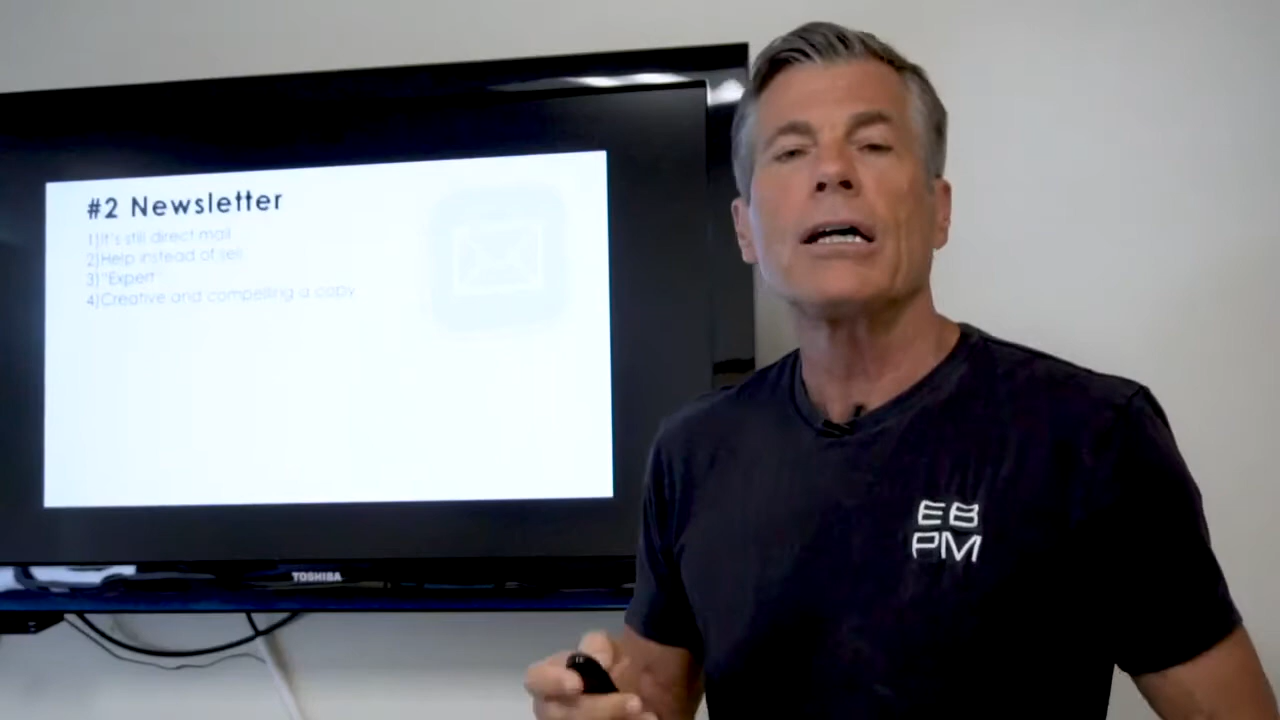 #2 Newsletter
1)It's still direct mail
2)Help instead of sell
3)"Expert"
4)Creative and compelling a copy
TOSHIBA
EB
PM